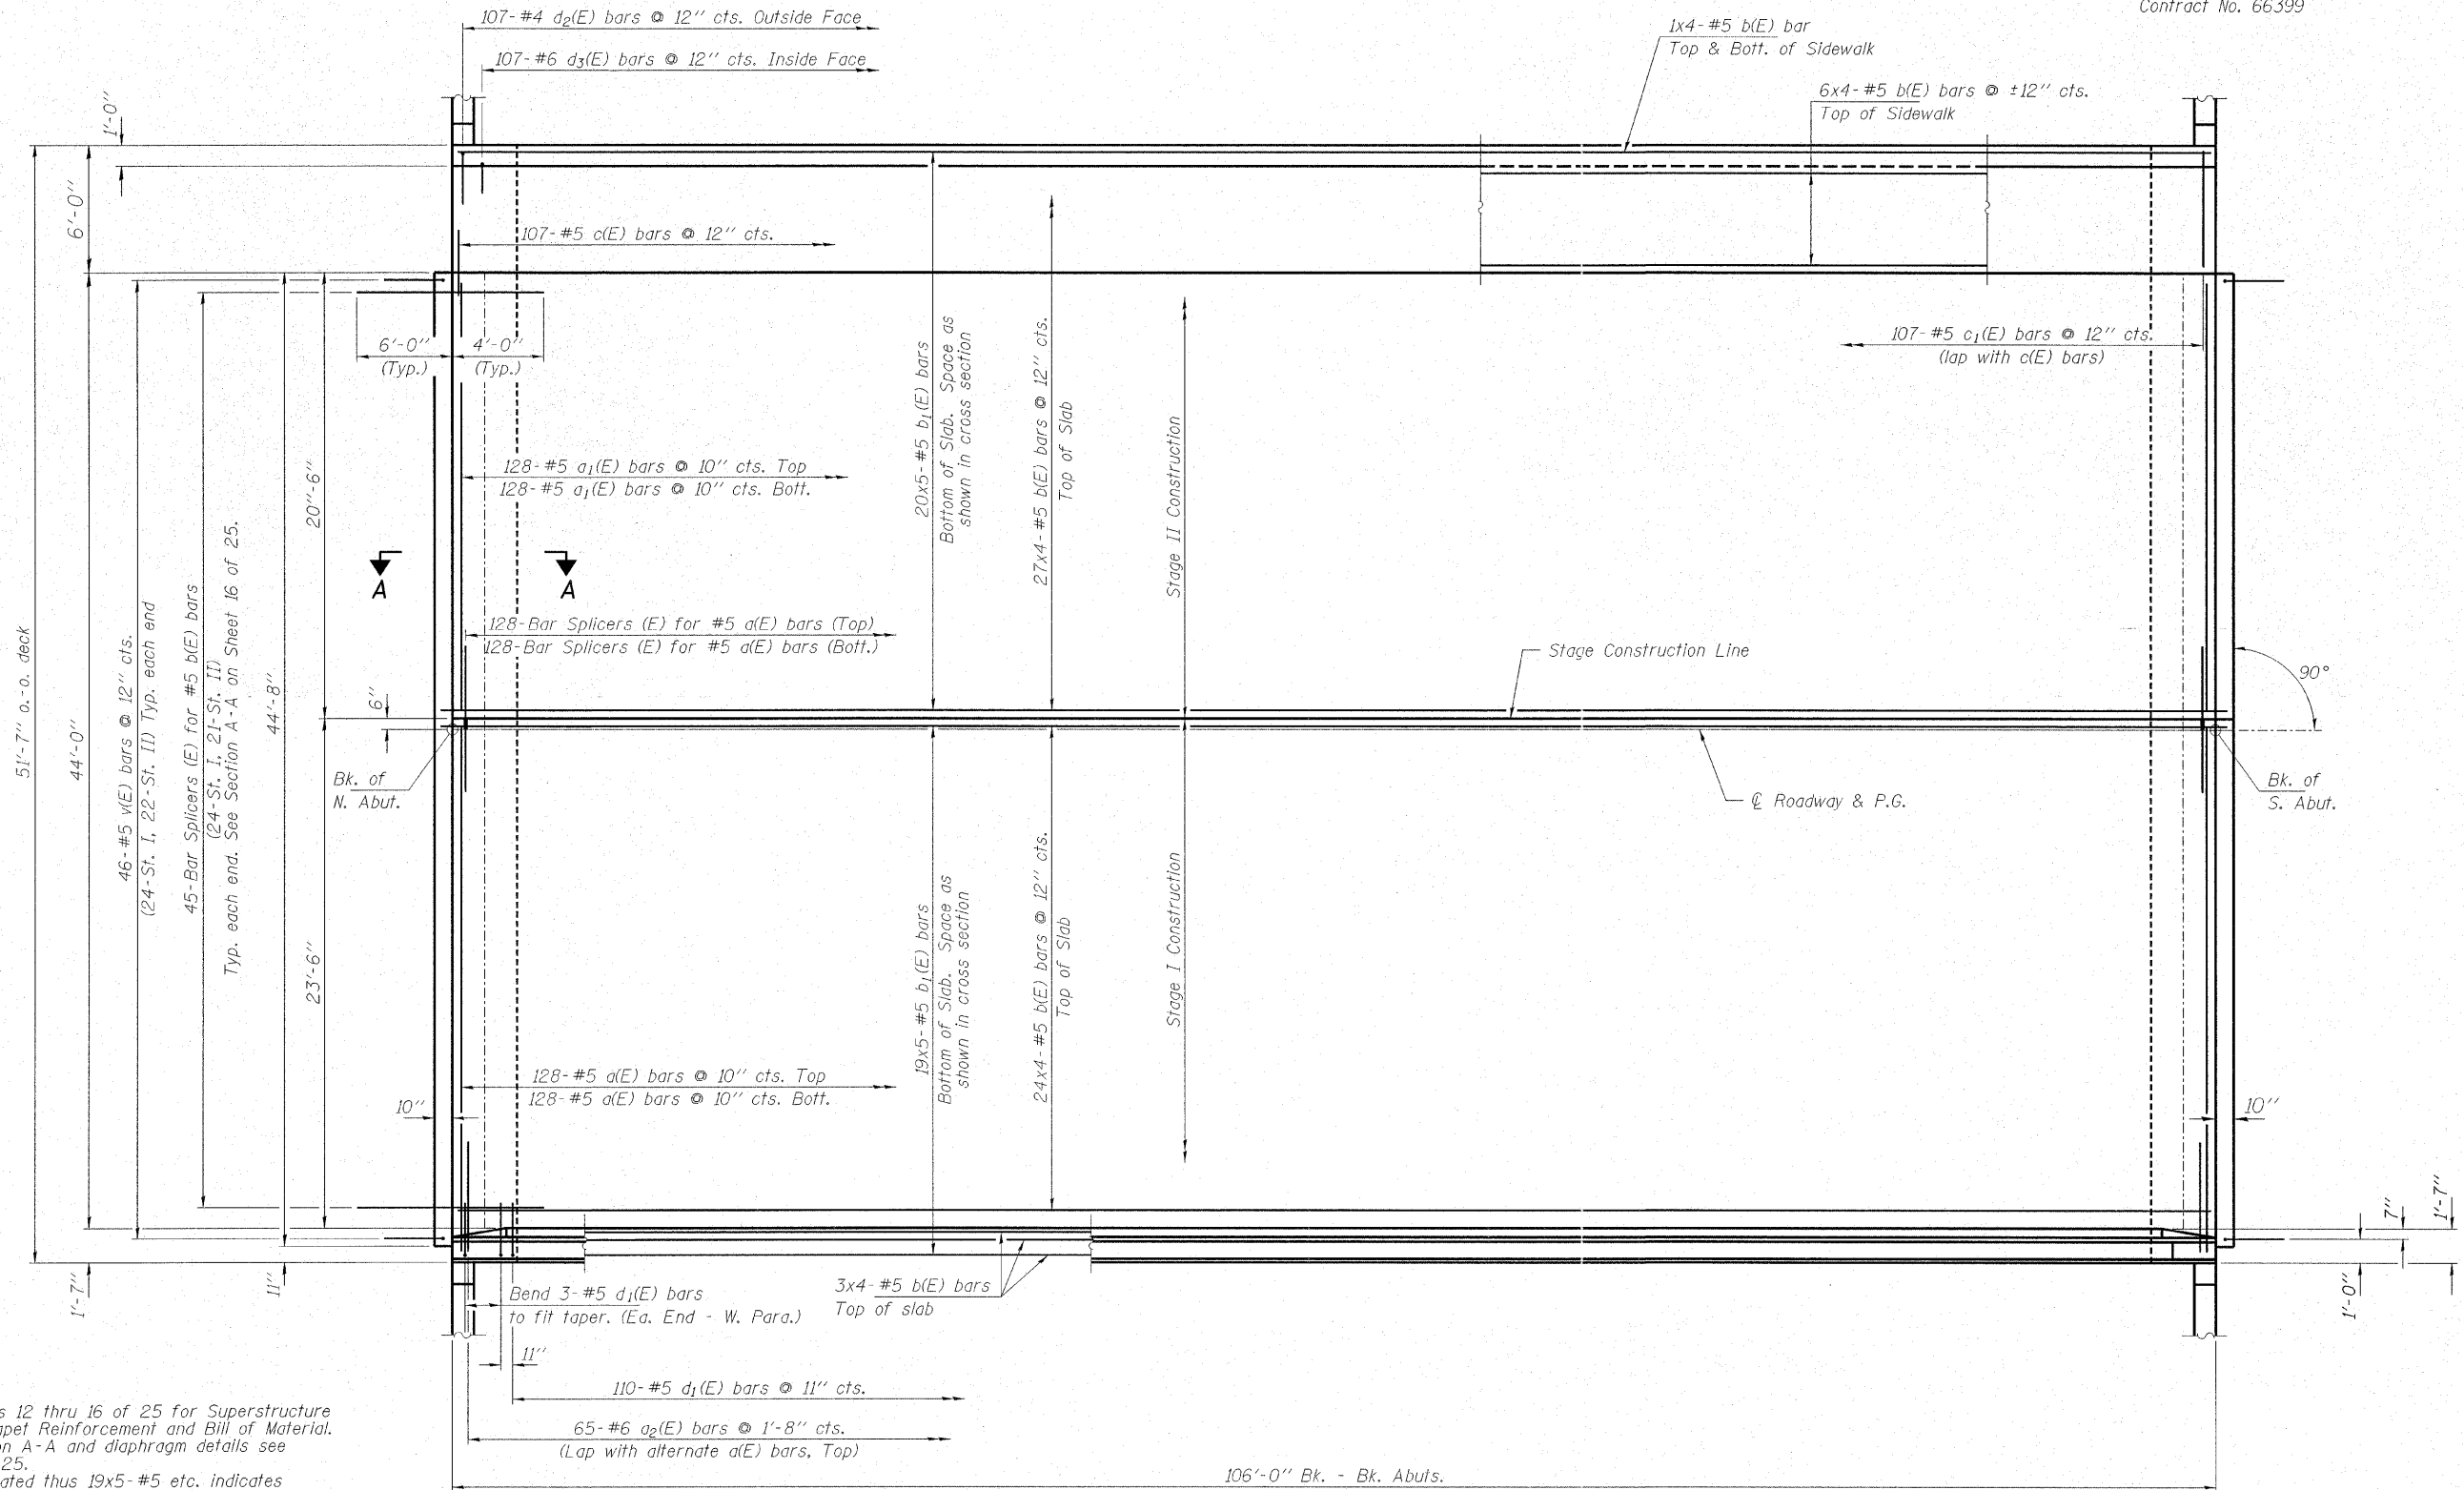 Contract No. 66399
107-#4 d2(E) bars @ 12" cts. Outside Face
107-#6 d3(E) bars @ 12" cts. Inside Face
1x4-#5 b(E) bar
Top & Bott. of Sidewalk
6x4-#5 b(E) bars @ ±12" cts.
Top of Sidewalk
1'-0"
6'-0"
107-#5 c(E) bars @ 12" cts.
6'-0"
(Typ.)
4'-0"
(Typ.)
107-#5 c1(E) bars @ 12" cts.
(lap with c(E) bars)
20x5-#5 b1(E) bars
Bottom of Slab. Space as
shown in cross section
27x4-#5 b(E) bars @ 12" cts.
Top of Slab
Stage II Construction
128-#5 a1(E) bars @ 10" cts. Top
128-#5 a1(E) bars @ 10" cts. Bott.
20"-6"
A
A
128-Bar Splicers (E) for #5 a(E) bars (Top)
128-Bar Splicers (E) for #5 a(E) bars (Bott.)
6"
Stage Construction Line
90°
51'-7" o.-o. deck
44'-0"
46-#5 v(E) bars @ 12" cts.
(24-St. I, 22-St. II) Typ. each end
45-Bar Splicers (E) for #5 b(E) bars
(24-St. I, 21-St. II)
Typ. each end. See Section A-A on Sheet 16 of 25.
44'-8"
23'-6"
Bk. of
N. Abut.
℄ Roadway & P.G.
Bk. of
S. Abut.
19x5-#5 b1(E) bars
Bottom of Slab. Space as
shown in cross section
24x4-#5 b(E) bars @ 12" cts.
Top of Slab
Stage I Construction
128-#5 a(E) bars @ 10" cts. Top
128-#5 a(E) bars @ 10" cts. Bott.
10"
10"
7"
1'-7"
1'-0"
1'-7"
11"
Bend 3-#5 d1(E) bars
to fit taper. (Ea. End - W. Para.)
3x4-#5 b(E) bars
Top of slab
11"
110-#5 d1(E) bars @ 11" cts.
65-#6 a2(E) bars @ 1'-8" cts.
(Lap with alternate a(E) bars, Top)
106'-0" Bk. - Bk. Abuts.
12 thru 16 of 25 for Superstructure
Reinforcement and Bill of Material.
A-A and diaphragm details see
25.
thus 19x5-#5 etc. indicates